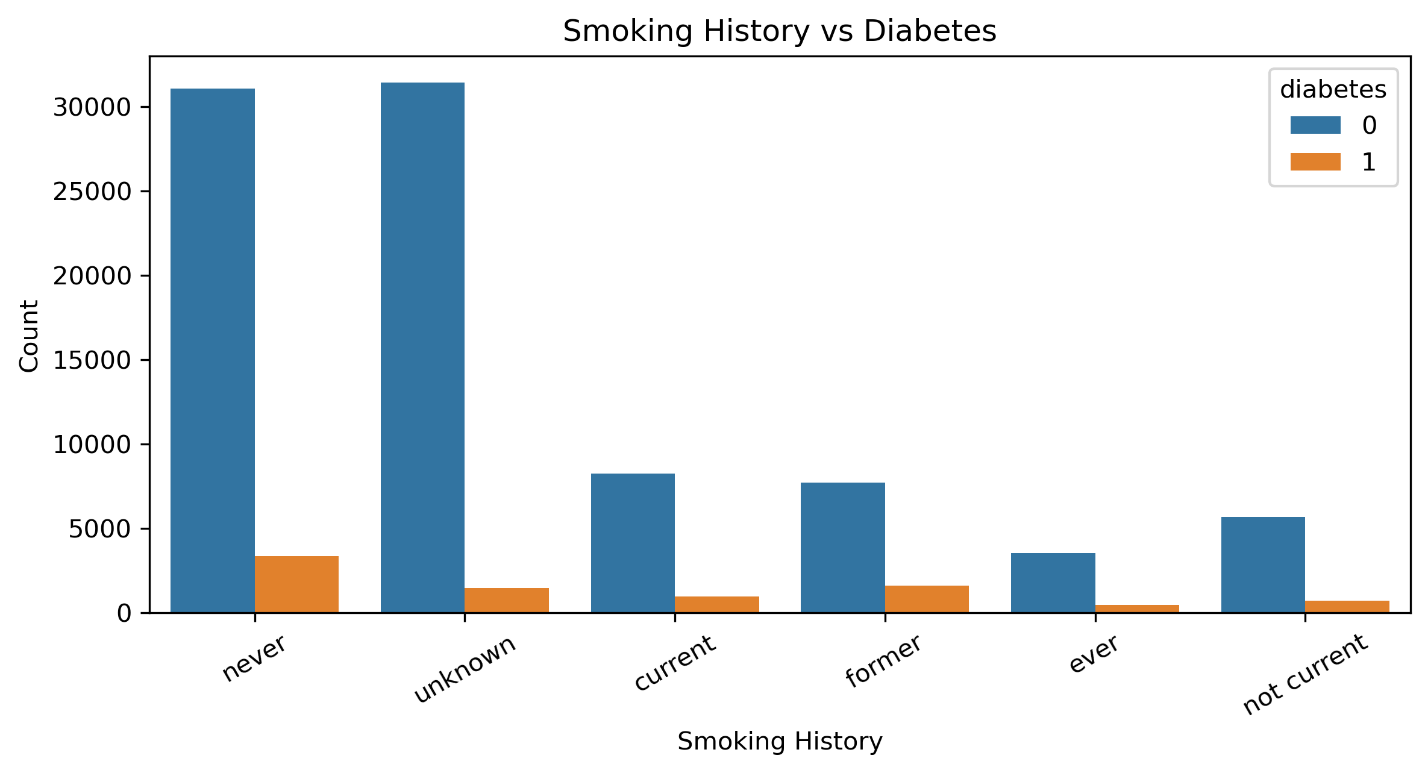 Smoking History vs Diabetes
diabetes
0
1
Count
30000
25000
20000
15000
10000
5000
0
never
unknown
current
former
ever
not current
Smoking History